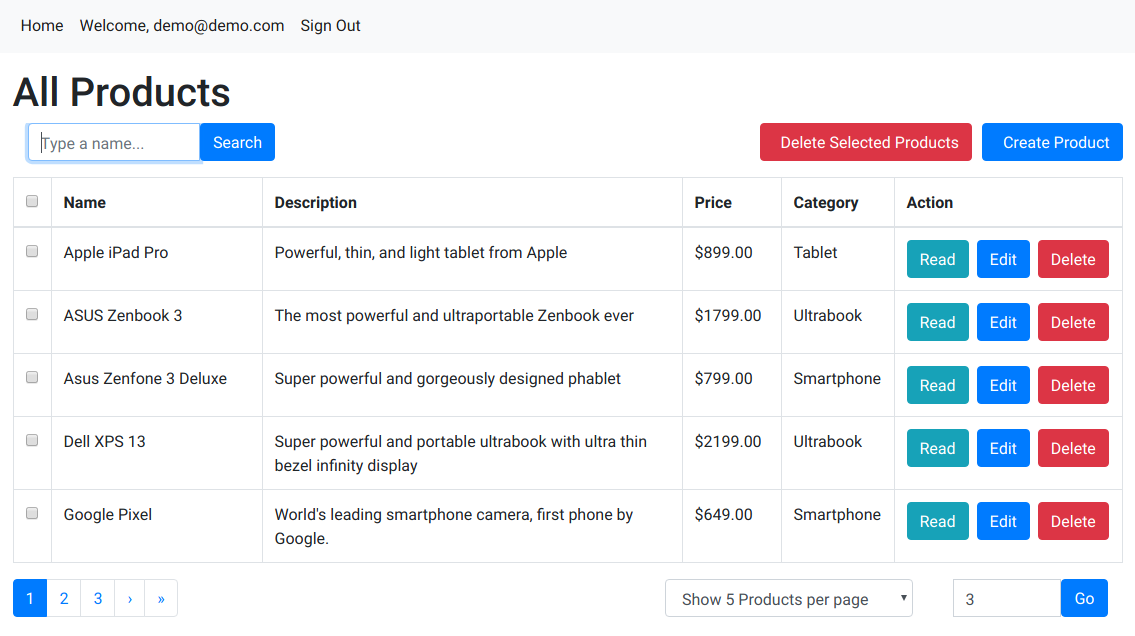 Home Welcome, demo@demo.com Sign Out
All Products
Type a name... Search Delete Selected Products Create Product
Name Description Price Category Action
Apple iPad Pro Powerful, thin, and light tablet from Apple $899.00 Tablet Read Edit Delete
ASUS Zenbook 3 The most powerful and ultraportable Zenbook ever $1799.00 Ultrabook Read Edit Delete
Asus Zenfone 3 Deluxe Super powerful and gorgeously designed phablet $799.00 Smartphone Read Edit Delete
Dell XPS 13 Super powerful and portable ultrabook with ultra thin $2199.00 Ultrabook Read Edit Delete
bezel infinity display
Google Pixel World's leading smartphone camera, first phone by $649.00 Smartphone Read Edit Delete
Google.
1 2 3 › » Show 5 Products per page 3 Go